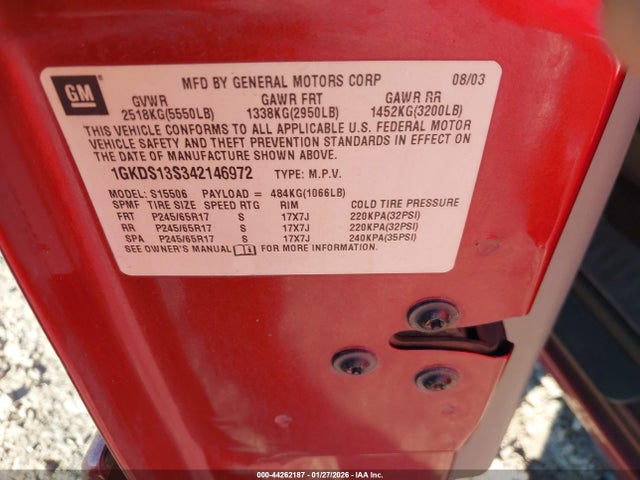 GM
MFD BY GENERAL MOTORS CORP 08/03
GVWR GAWR FRT GAWR RR
2518KG(5550LB) 1338KG(2950LB) 1452KG(3200LB)
THIS VEHICLE CONFORMS TO ALL APPLICABLE U.S. FEDERAL MOTOR
VEHICLE SAFETY AND THEFT PREVENTION STANDARDS IN EFFECT ON
THE DATE OF MANUFACTURE SHOWN ABOVE.
1GKDS13S342146972 TYPE: M.P.V.
MODEL: S15506 PAYLOAD = 484KG(1066LB)
SPMF TIRE SIZE SPEED RTG RIM COLD TIRE PRESSURE
FRT P245/65R17 S 17X7J 220KPA(32PSI)
RR P245/65R17 S 17X7J 220KPA(32PSI)
SPA P245/65R17 S 17X7J 240KPA(35PSI)
SEE OWNER'S MANUAL FOR MORE INFORMATION.
000-44262187 - 01/27/2026 - IAA Inc.